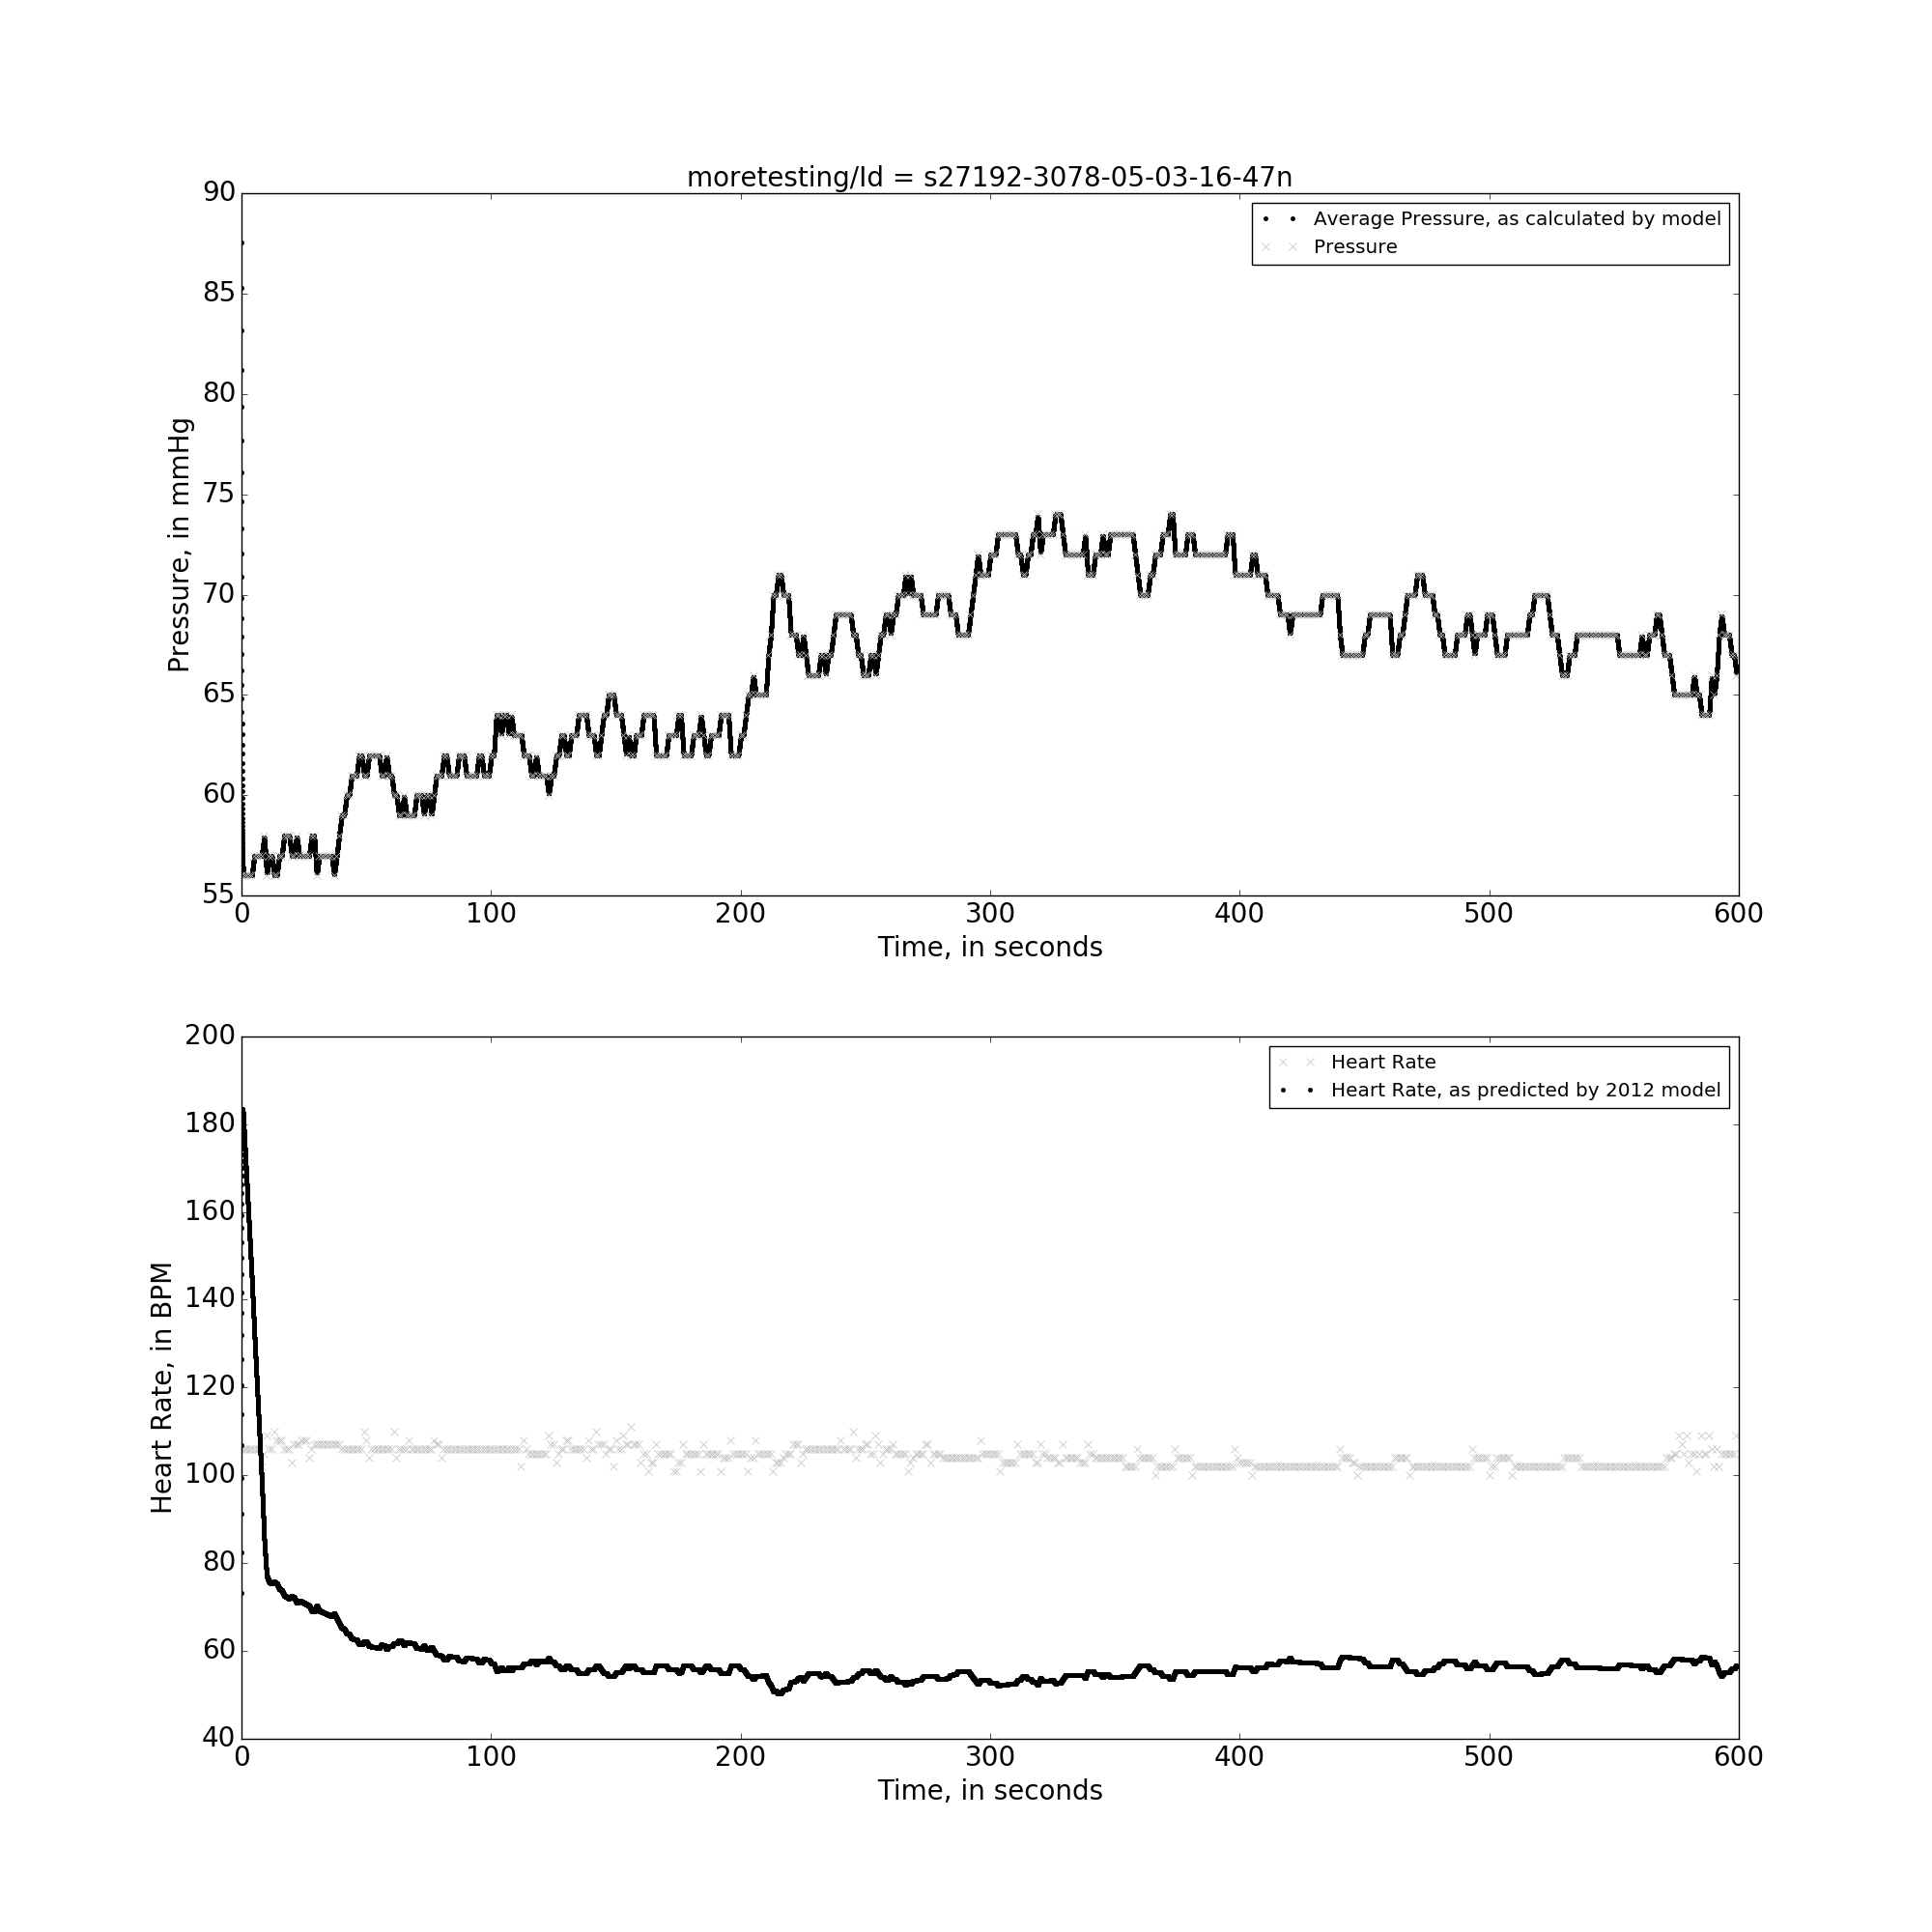 moretesting/Id = s27192-3078-05-03-16-47n
90
85
80
75
70
65
60
55
Pressure, in mmHg
Average Pressure, as calculated by model
Pressure
0 100 200 300 400 500 600
Time, in seconds
200
180
160
140
120
100
80
60
40
Heart Rate, in BPM
Heart Rate
Heart Rate, as predicted by 2012 model
0 100 200 300 400 500 600
Time, in seconds